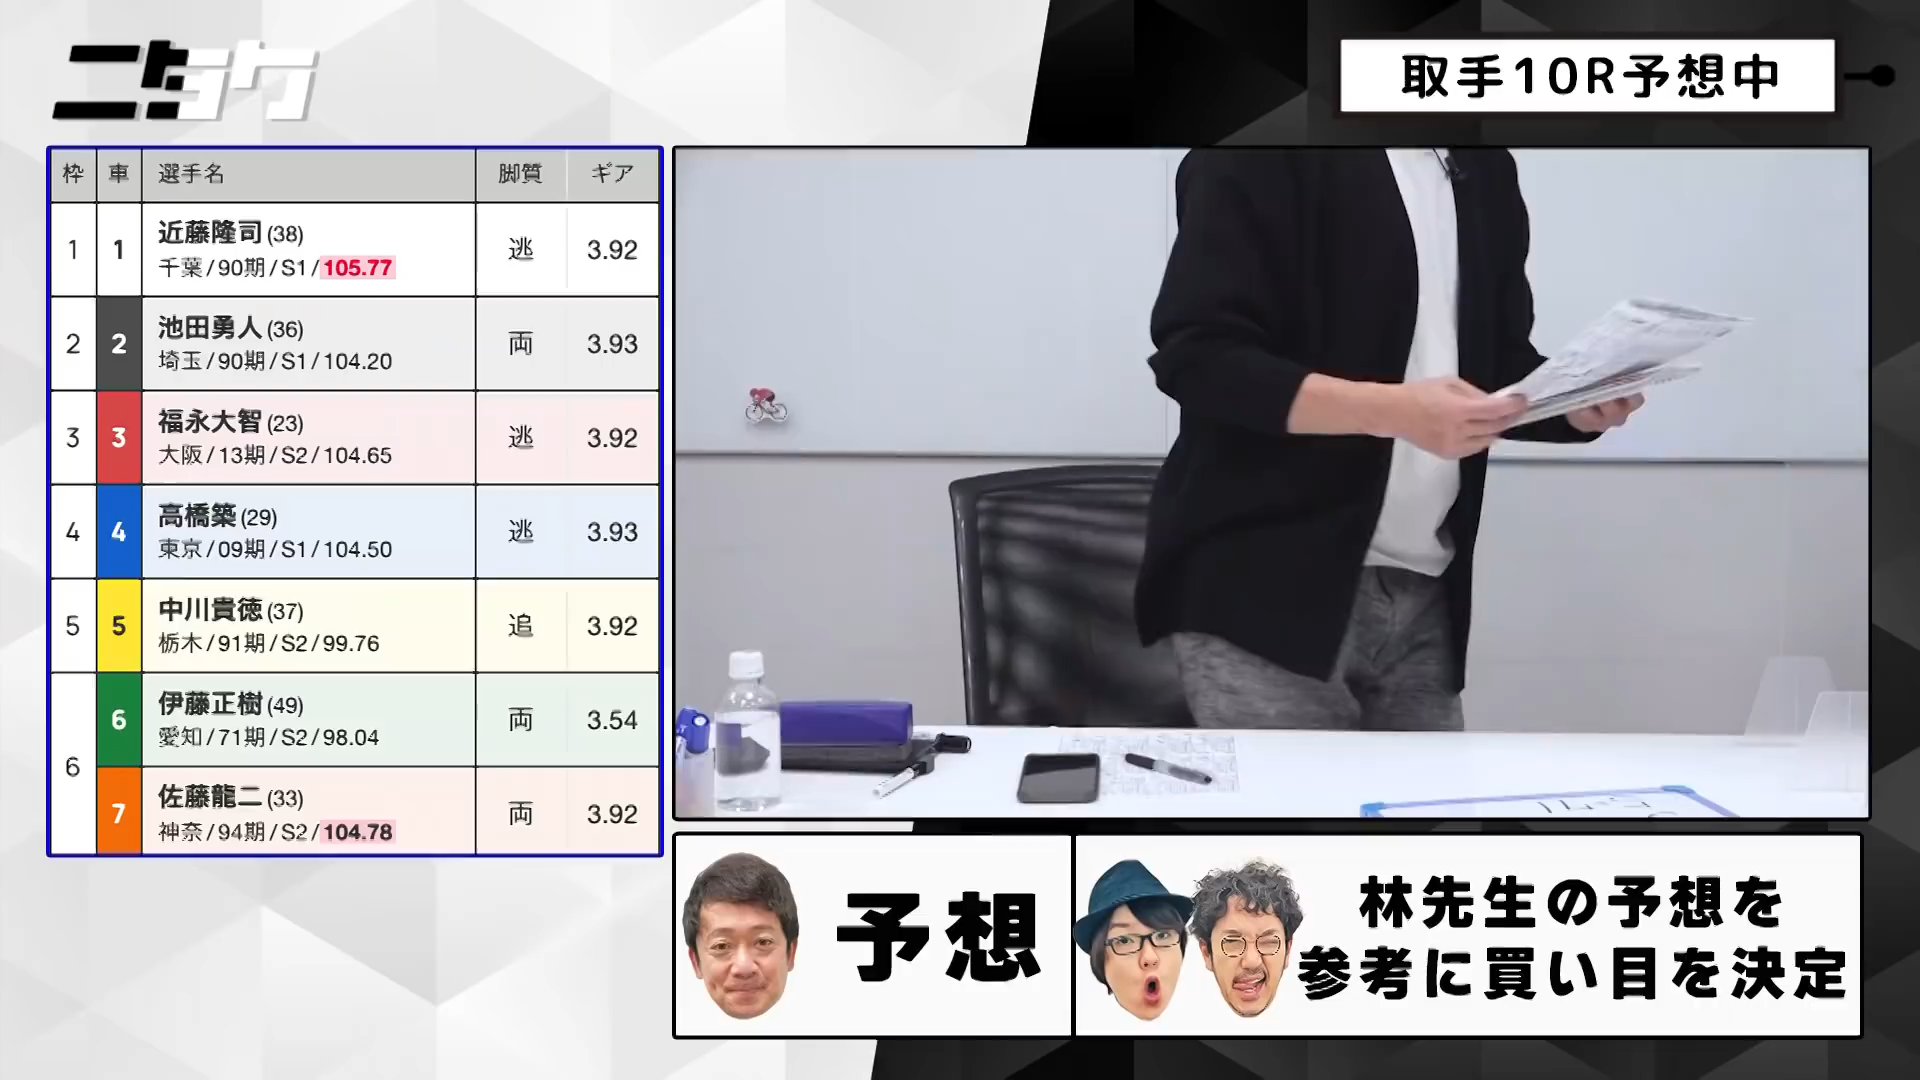 ニタク
取手10R予想中
枠 車 選手名 脚質 ギア
1 1 近藤隆司(38) 逃 3.92
千葉/90期/S1/105.77
2 2 池田勇人(36) 両 3.93
埼玉/90期/S1/104.20
3 3 福永大智(23) 逃 3.92
大阪/13期/S2/104.65
4 4 高橋築(29) 逃 3.93
東京/09期/S1/104.50
5 5 中川貴徳(37) 追 3.92
栃木/91期/S2/99.76
6 6 伊藤正樹(49) 両 3.54
愛知/71期/S2/98.04
7 佐藤龍二(33) 両 3.92
神奈/94期/S2/104.78
予想
林先生の予想を
参考に買い目を決定